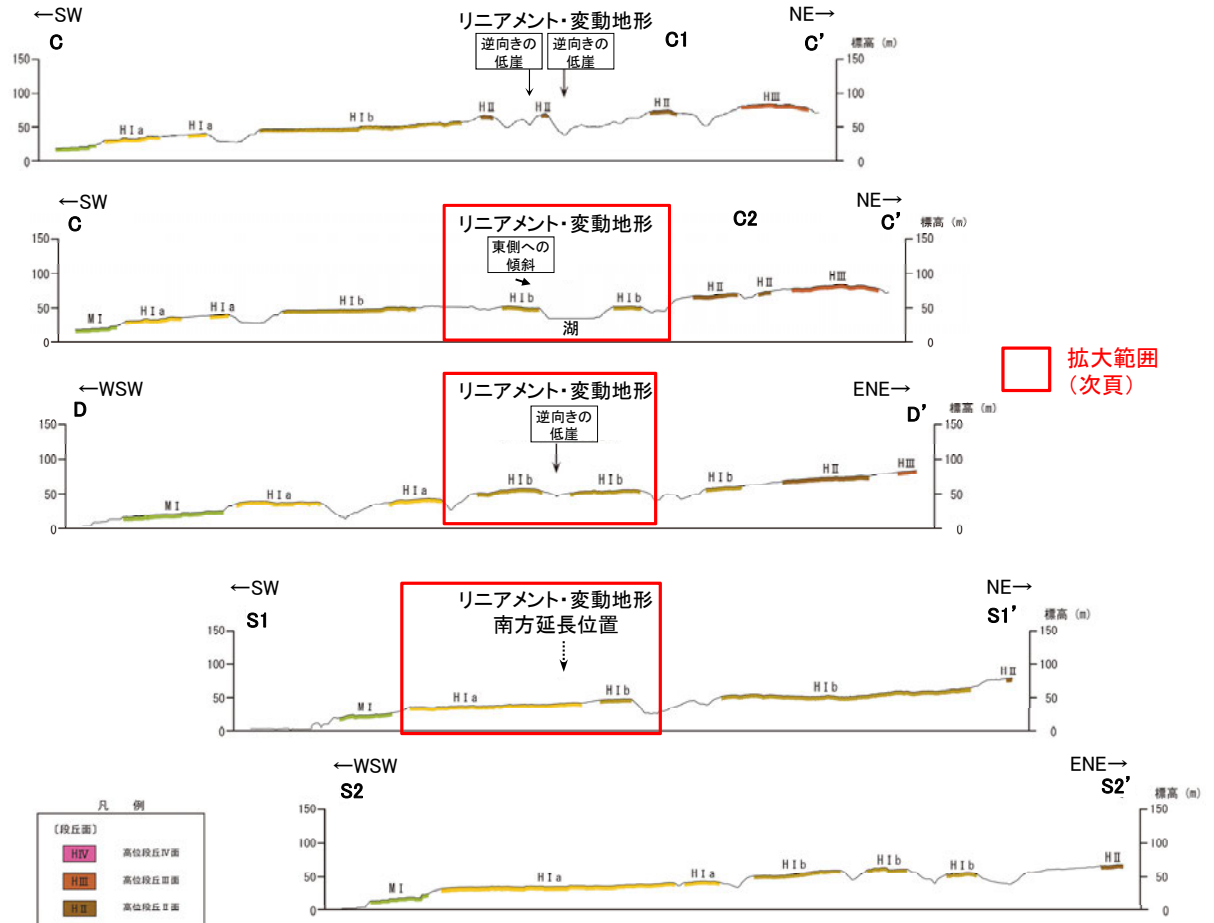 ←SW
リニアメント・変動地形
NE→
C
逆向きの
低崖
逆向きの
低崖
C1
C'
標高 (m)
150
100
50
0
HⅠa
HⅠa
HⅠb
HⅡ
HⅡ
HⅡ
HⅢ
150
100
50
0
←SW
リニアメント・変動地形
NE→
C
東側への
傾斜
C2
C'
標高 (m)
150
100
50
0
MⅠ
HⅠa
HⅠa
HⅠb
HⅠb
湖
HⅠb
HⅡ
HⅡ
HⅢ
150
100
50
0
拡大範囲
(次頁)
←WSW
リニアメント・変動地形
ENE→
D
逆向きの
低崖
D’
標高 (m)
150
100
50
0
MⅠ
HⅠa
HⅠa
HⅠb
HⅠb
HⅠb
HⅡ
HⅢ
150
100
50
0
←SW
リニアメント・変動地形
南方延長位置
NE→
S1
S1’
標高 (m)
150
100
50
0
MⅠ
HⅠa
HⅠb
HⅠb
HⅡ
150
100
50
0
←WSW
ENE→
S2
S2’
標高 (m)
150
100
50
0
MⅠ
HⅠa
HⅠa
HⅠb
HⅠb
HⅠb
HⅡ
150
100
50
0
凡 例
〔段丘面〕
HⅣ 高位段丘Ⅳ面
HⅢ 高位段丘Ⅲ面
HⅡ 高位段丘Ⅱ面